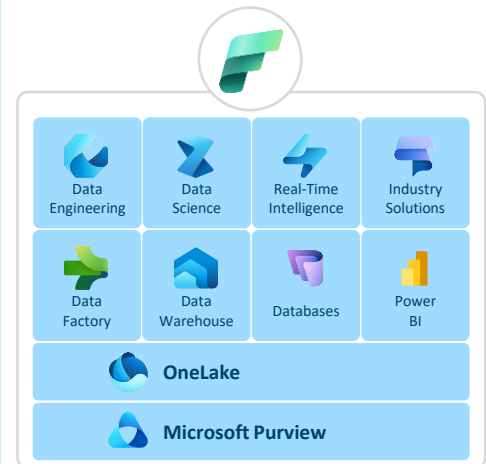 Data
Engineering
Data
Science
Real-Time
Intelligence
Industry
Solutions
Data
Factory
Data
Warehouse
Databases
Power
BI
OneLake
Microsoft Purview